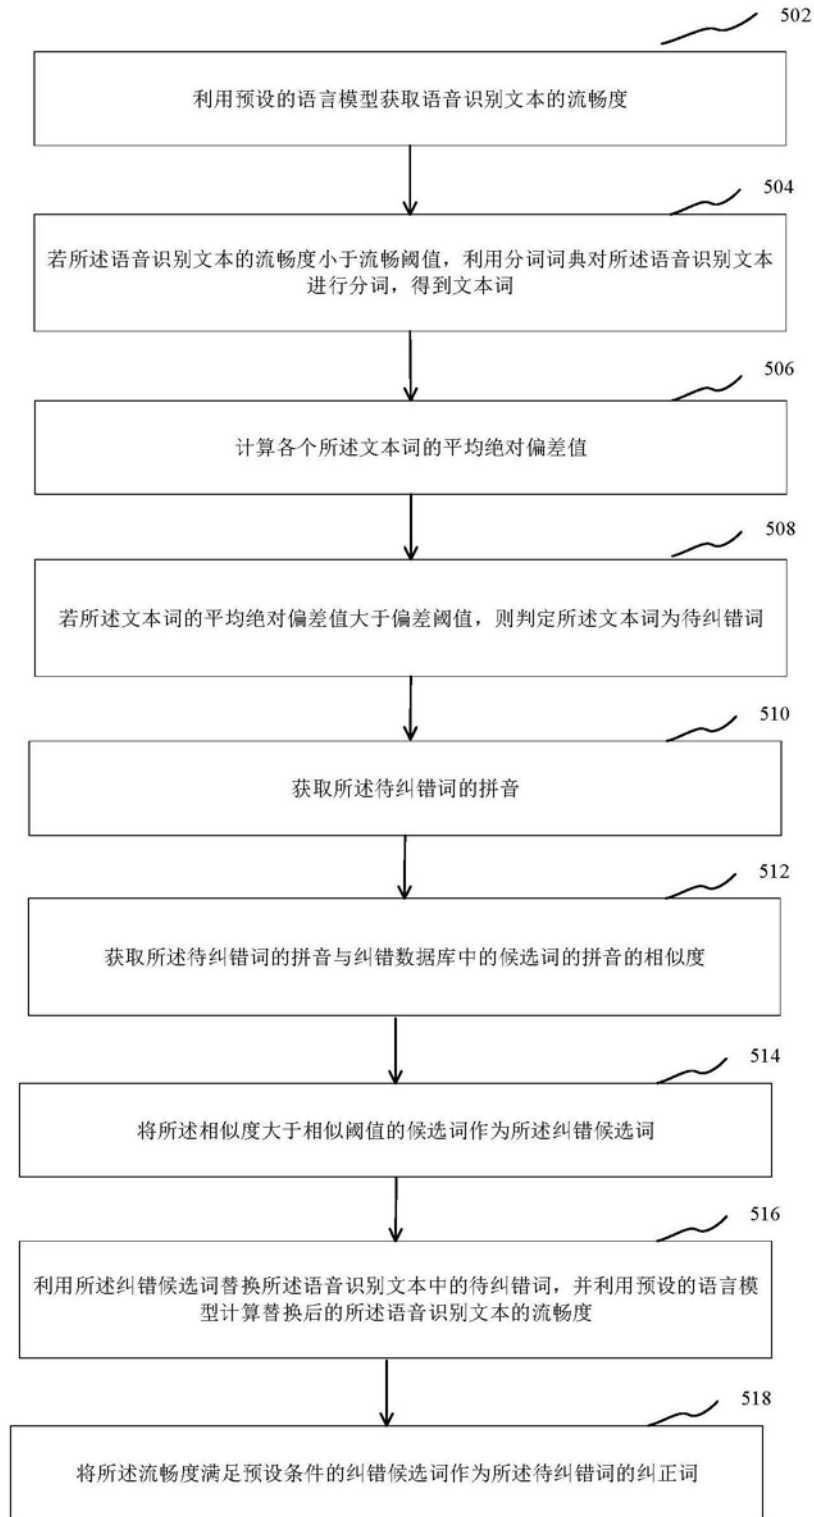 502
利用预设的语言模型获取语音识别文本的流畅度
504
若所述语音识别文本的流畅度小于流畅阈值，利用分词词典对所述语音识别文本
进行分词，得到文本词
506
计算各个所述文本词的平均绝对偏差值
508
若所述文本词的平均绝对偏差值大于偏差阈值，则判定所述文本词为待纠错词
510
获取所述待纠错词的拼音
512
获取所述待纠错词的拼音与纠错数据库中的候选词的拼音的相似度
514
将所述相似度大于相似阈值的候选词作为所述纠错候选词
516
利用所述纠错候选词替换所述语音识别文本中的待纠错词，并利用预设的语言模
型计算替换后的所述语音识别文本的流畅度
518
将所述流畅度满足预设条件的纠错候选词作为所述待纠错词的纠正词